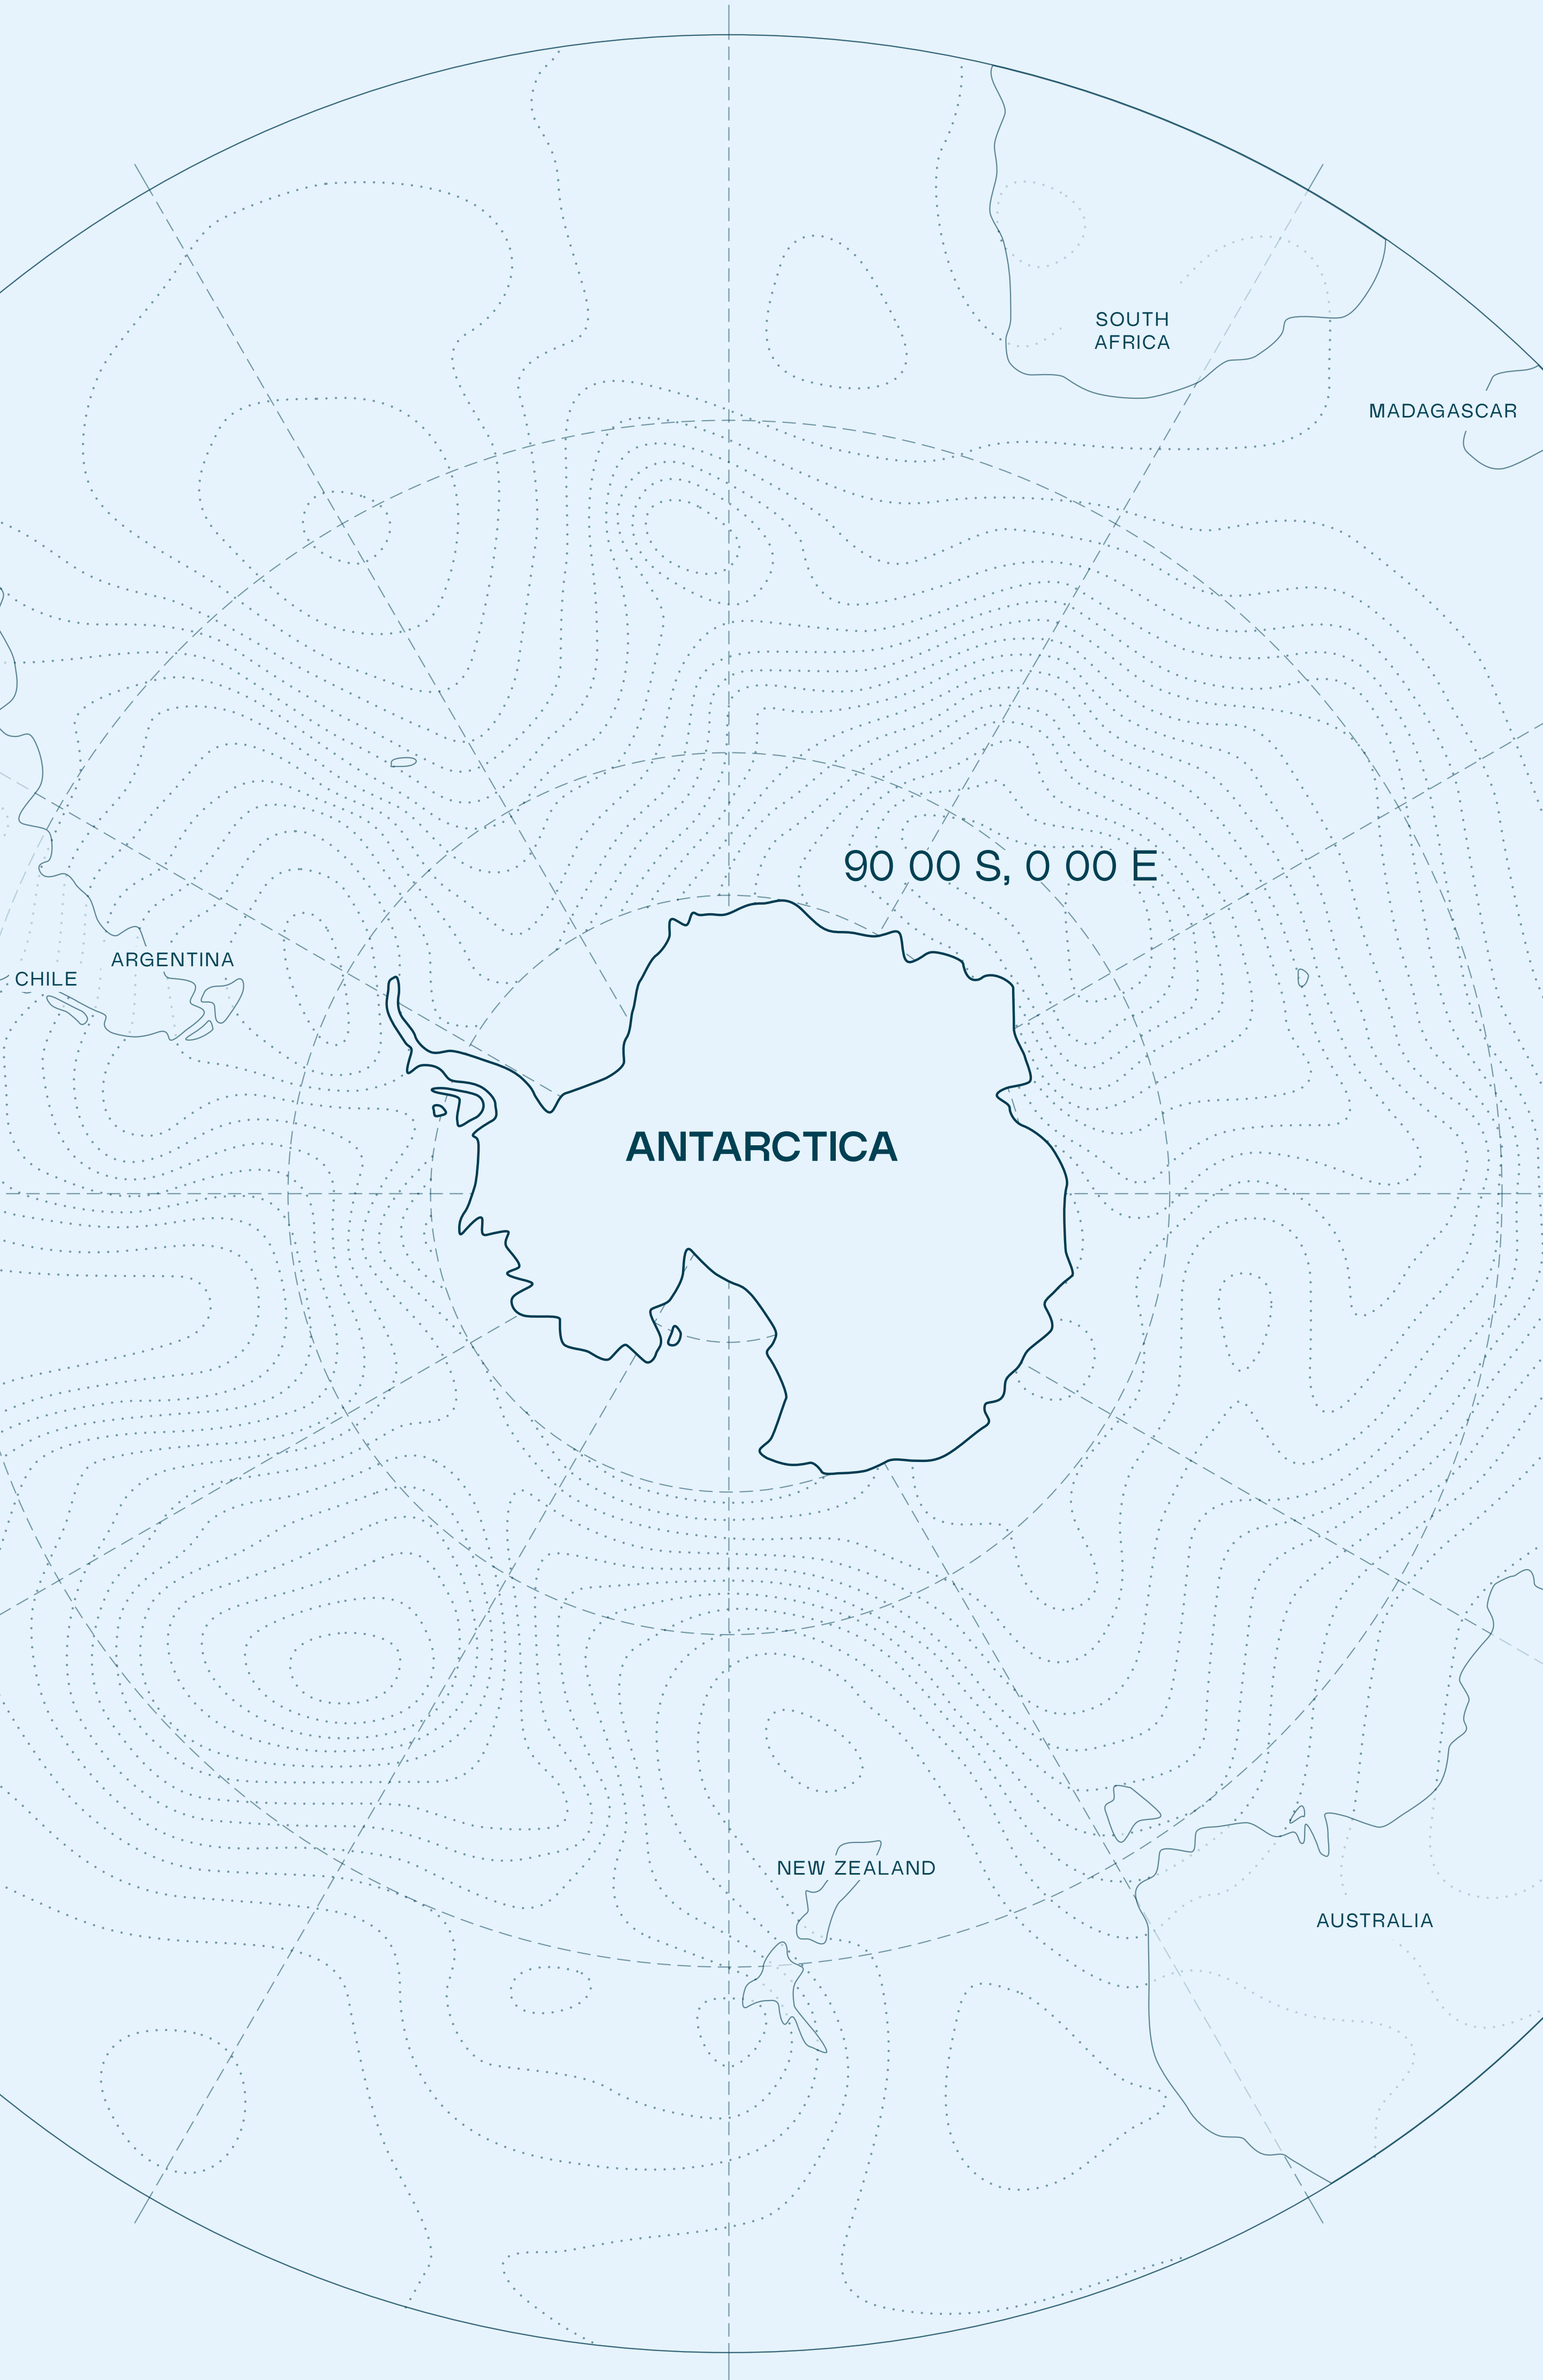 SOUTH
AFRICA
MADAGASCAR
90 00 S, 0 00 E
ARGENTINA
CHILE
ANTARCTICA
NEW ZEALAND
AUSTRALIA